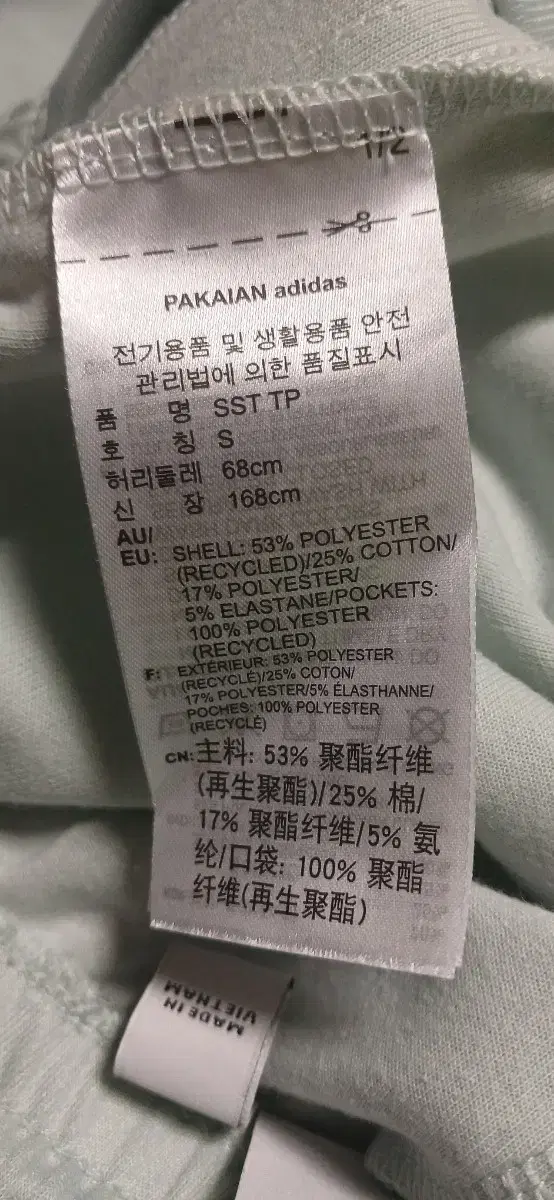 1/2
PAKAIAN adidas
전기용품 및 생활용품 안전
관리법에 의한 품질표시
품 명 SST TP
호 칭 S
허리둘레 68cm
신 장 168cm
AU/
EU: SHELL: 53% POLYESTER
(RECYCLED)/25% COTTON/
17% POLYESTER/
5% ELASTANE/POCKETS:
100% POLYESTER
(RECYCLED)
F: EXTÉRIEUR: 53% POLYESTER
(RECYCLÉ)/25% COTON/
17% POLYESTER/5% ÉLASTHANNE/
POCHES: 100% POLYESTER
(RECYCLÉ)
CN: 主料: 53% 聚酯纤维
(再生聚酯)/25% 棉/
17% 聚酯纤维/5% 氨
纶/口袋: 100% 聚酯
纤维(再生聚酯)
MADE IN
VIETNAM